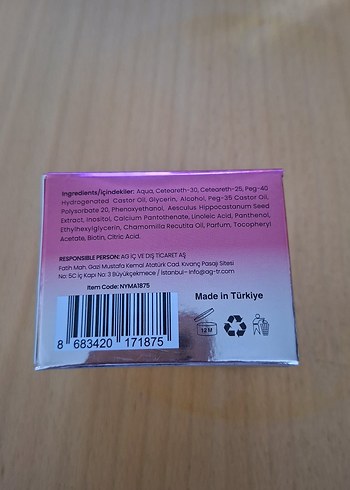 Ingredients/İçindekiler: Aqua, Ceteareth-30, Ceteareth-25, Peg-40
Hydrogenated Castor Oil, Glycerin, Alcohol, Peg-35 Castor Oil,
Polysorbate 20, Phenoxyethanol, Aesculus Hippocastanum Seed
Extract, Inositol, Calcium Pantothenate, Linoleic Acid, Panthenol,
Ethylhexylglycerin, Chamomilla Recutita Oil, Parfum, Tocopheryl
Acetate, Biotin, Citric Acid.
RESPONSIBLE PERSON: AG İÇ VE DIŞ TİCARET AŞ
Fatih Mah. Gazi Mustafa Kemal Atatürk Cad. Kıvanç Pasajı Sitesi
No: 5C İç Kapı No: 3 Büyükçekmece / İstanbul- info@ag-tr.com
Item Code: NYMA1875
Made in Türkiye
12 M
8 683420 171875